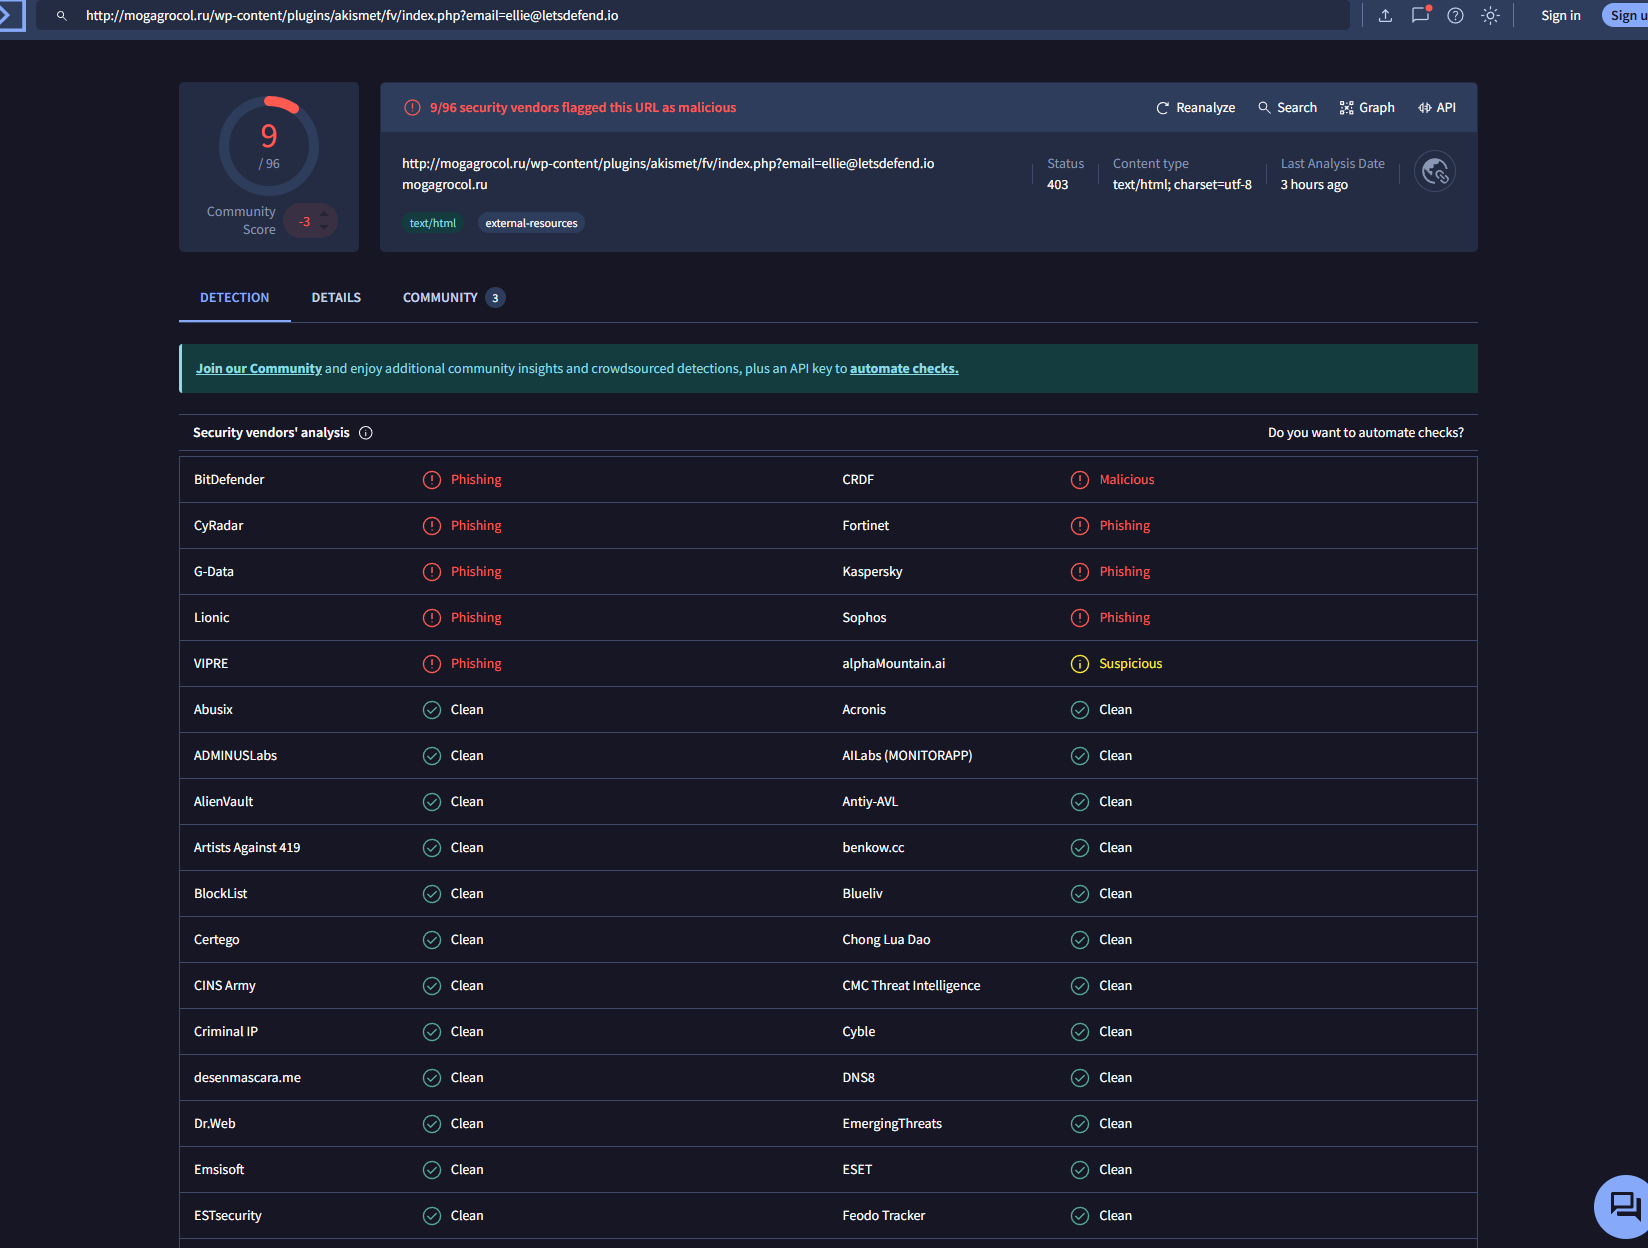 http://mogagrocol.ru/wp-content/plugins/akismet/fv/index.php?email=ellie@letsdefend.io
Sign in
Sign u
9
/ 96
Community Score
-3
9/96 security vendors flagged this URL as malicious
Reanalyze
Search
Graph
API
http://mogagrocol.ru/wp-content/plugins/akismet/fv/index.php?email=ellie@letsdefend.io
mogagrocol.ru
text/html
external-resources
Status
403
Content type
text/html; charset=utf-8
Last Analysis Date
3 hours ago
DETECTION
DETAILS
COMMUNITY 3
Join our Community and enjoy additional community insights and crowdsourced detections, plus an API key to automate checks.
Security vendors' analysis
Do you want to automate checks?
BitDefender Phishing CRDF Malicious
CyRadar Phishing Fortinet Phishing
G-Data Phishing Kaspersky Phishing
Lionic Phishing Sophos Phishing
VIPRE Phishing alphaMountain.ai Suspicious
Abusix Clean Acronis Clean
ADMINUSLabs Clean AILabs (MONITORAPP) Clean
AlienVault Clean Antiy-AVL Clean
Artists Against 419 Clean benkow.cc Clean
BlockList Clean Blueliv Clean
Certego Clean Chong Lua Dao Clean
CINS Army Clean CMC Threat Intelligence Clean
Criminal IP Clean Cyble Clean
desenmascara.me Clean DNS8 Clean
Dr.Web Clean EmergingThreats Clean
Emsisoft Clean ESET Clean
ESTsecurity Clean Feodo Tracker Clean